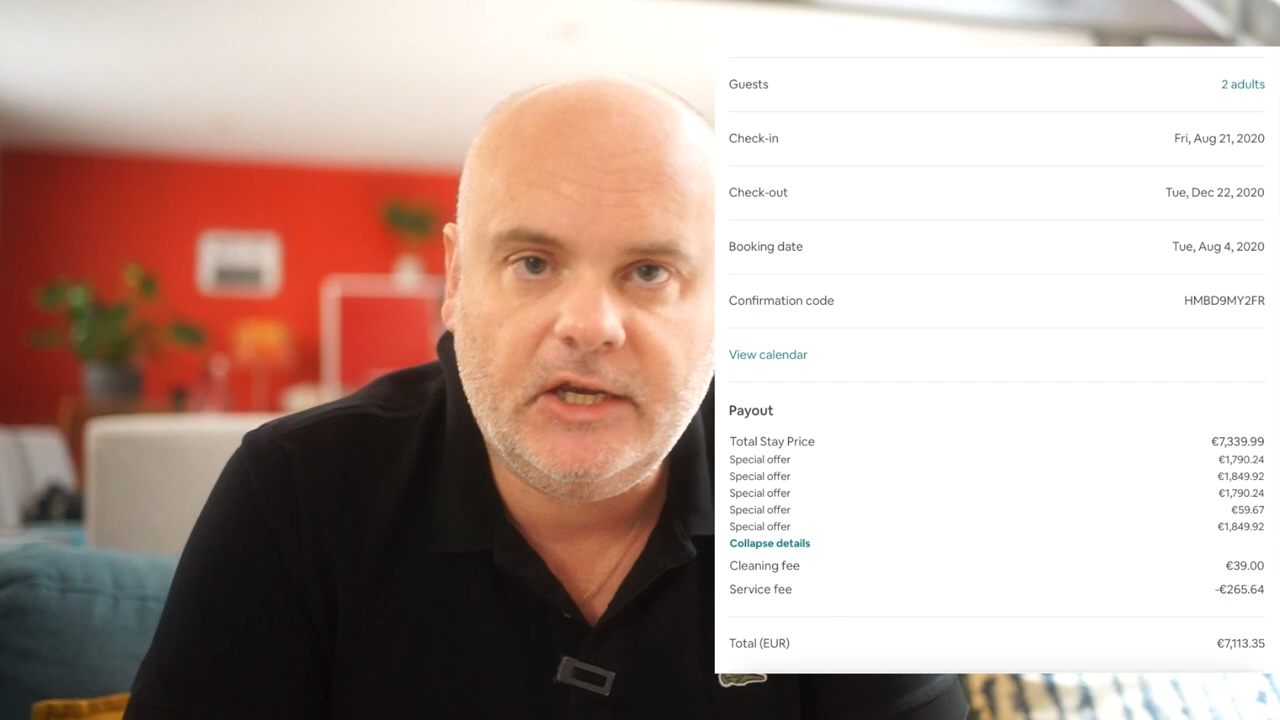 Guests 2 adults
Check-in Fri, Aug 21, 2020
Check-out Tue, Dec 22, 2020
Booking date Tue, Aug 4, 2020
Confirmation code HMBD9MY2FR
View calendar
Payout
Total Stay Price €7,339.99
Special offer €1,790.24
Special offer €1,849.92
Special offer €1,790.24
Special offer €59.67
Special offer €1,849.92
Collapse details
Cleaning fee €39.00
Service fee -€265.64
Total (EUR) €7,113.35